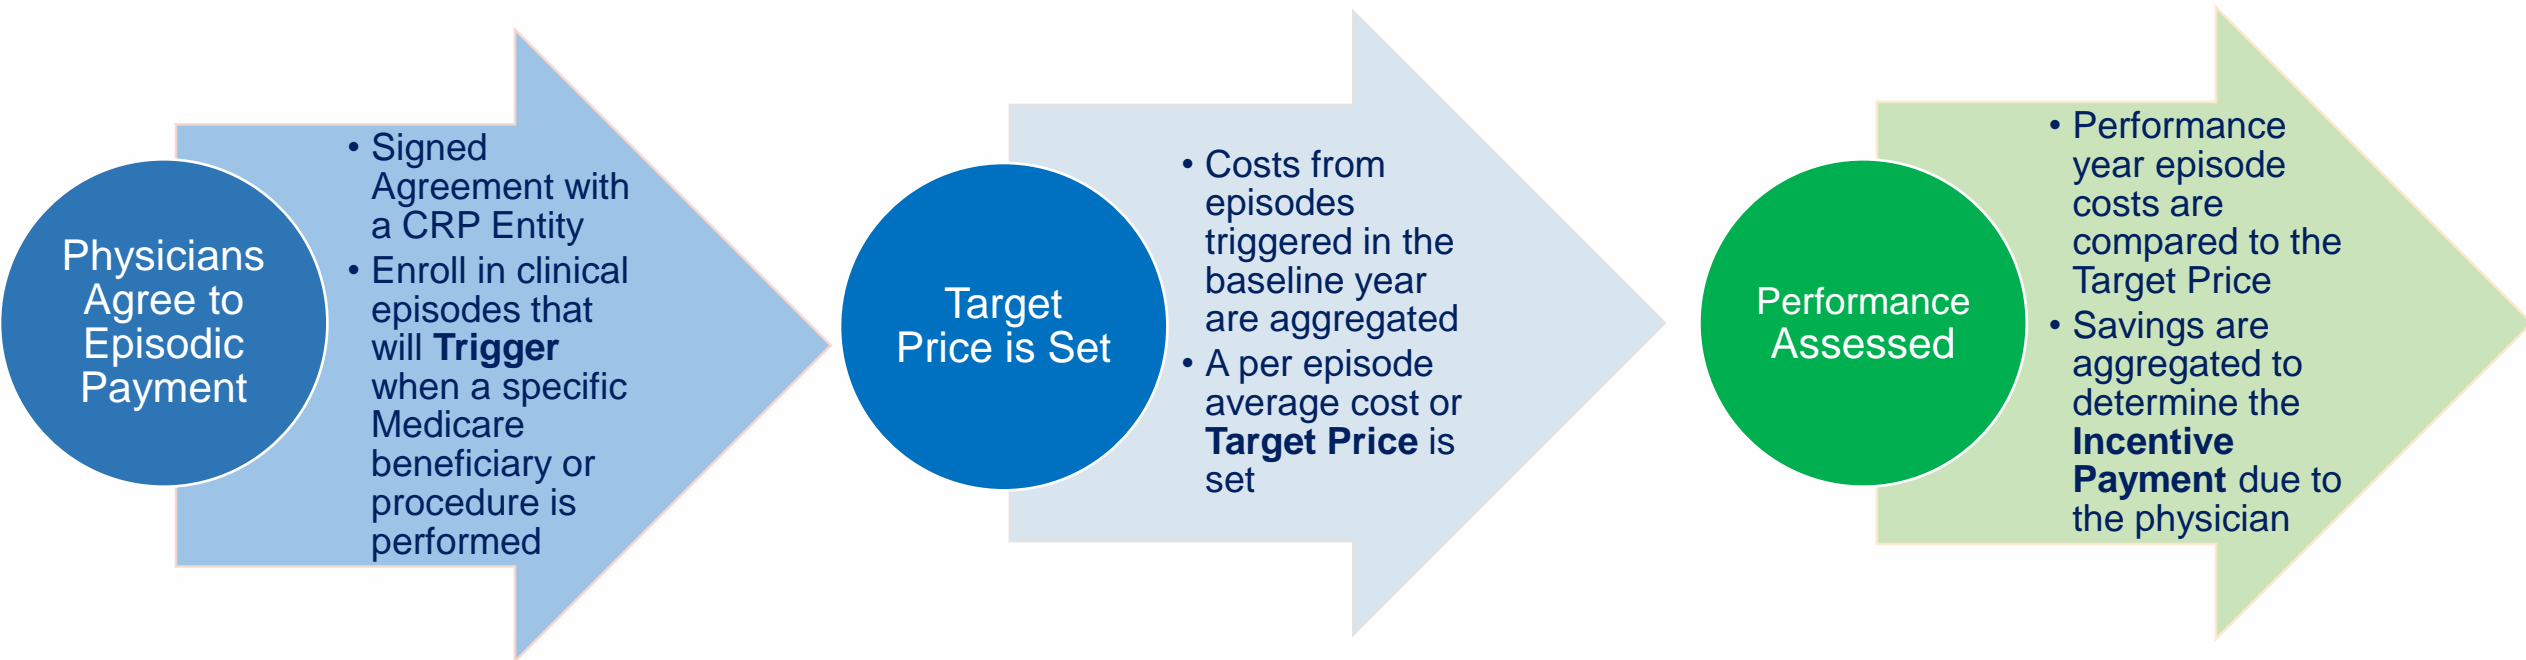 Physicians
Agree to
Episodic
Payment
• Signed
Agreement with
a CRP Entity
• Enroll in clinical
episodes that
will Trigger
when a specific
Medicare
beneficiary or
procedure is
performed
Target
Price is Set
• Costs from
episodes
triggered in the
baseline year
are aggregated
• A per episode
average cost or
Target Price is
set
Performance
Assessed
• Performance
year episode
costs are
compared to the
Target Price
• Savings are
aggregated to
determine the
Incentive
Payment due to
the physician